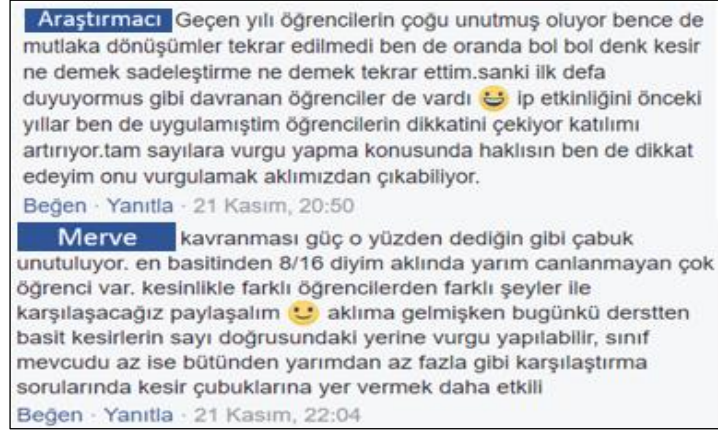 Araştırmacı Geçen yılı öğrencilerin çoğu unutmuş oluyor bence de
mutlaka dönüşümler tekrar edilmedi ben de oranda bol bol denk kesir
ne demek sadeleştirme ne demek tekrar ettim.sanki ilk defa
duyuyormus gibi davranan öğrenciler de vardı 😀 ip etkinliğini önceki
yıllar ben de uygulamıştim öğrencilerin dikkatini çekiyor katılımı
artırıyor.tam sayılara vurgu yapma konusunda haklısın ben de dikkat
edeyim onu vurgulamak aklımızdan çıkabiliyor.
Beğen · Yanıtla · 21 Kasım, 20:50
Merve kavranması güç o yüzden dediğin gibi çabuk
unutuluyor. en basitinden 8/16 diyim aklında yarım canlanmayan çok
öğrenci var. kesinlikle farklı öğrencilerden farklı şeyler ile
karşılaşacağız paylaşalım 🙂 aklıma gelmişken bugünkü derstten
basit kesirlerin sayı doğrusundaki yerine vurgu yapılabilir, sınıf
mevcudu az ise bütünden yarımdan az fazla gibi karşılaştırma
sorularında kesir çubuklarına yer vermek daha etkili
Beğen · Yanıtla · 21 Kasım, 22:04